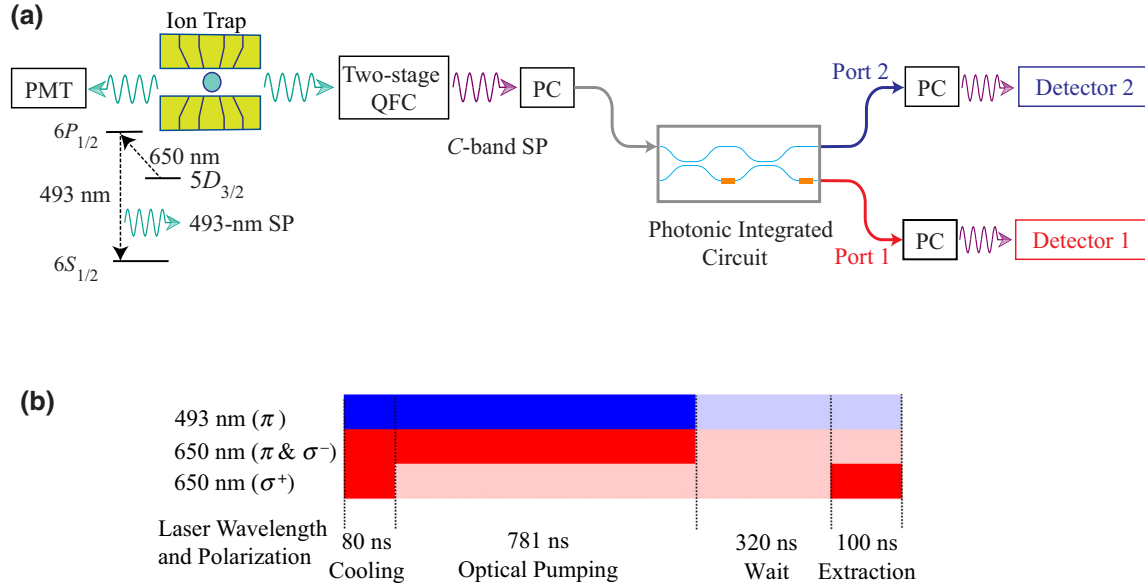 (a)
Ion Trap
PMT
Two-stage
QFC
PC
C-band SP
Port 2
PC
Detector 2
6P1/2
650 nm
5D3/2
493 nm
493-nm SP
6S1/2
Photonic Integrated
Circuit
Port 1
PC
Detector 1
(b)
493 nm (π)
650 nm (π & σ−)
650 nm (σ+)
Laser Wavelength
and Polarization
80 ns
Cooling
781 ns
Optical Pumping
320 ns
Wait
100 ns
Extraction